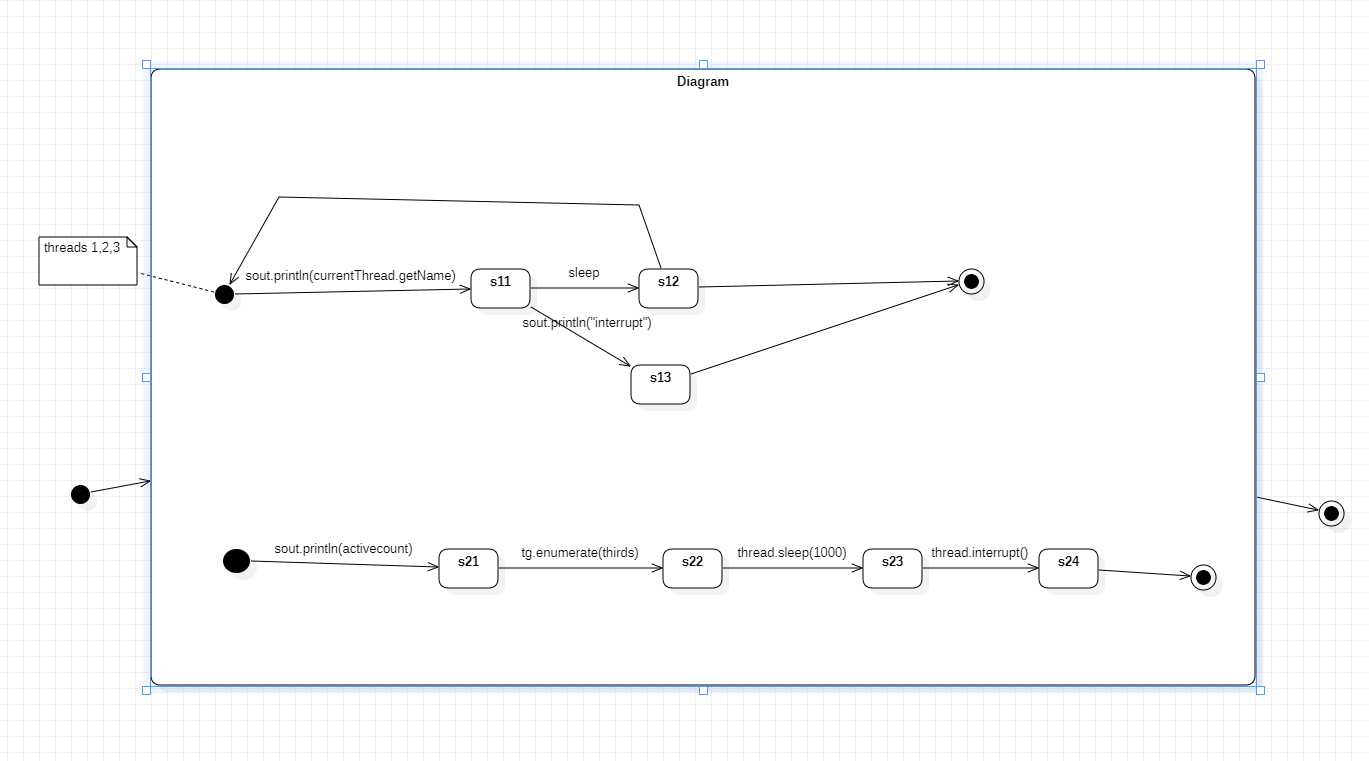 Diagram
threads 1,2,3
sout.println(currentThread.getName)
s11
sleep
s12
sout.println("interrupt")
s13
sout.println(activecount)
s21
tg.enumerate(thirds)
s22
thread.sleep(1000)
s23
thread.interrupt()
s24